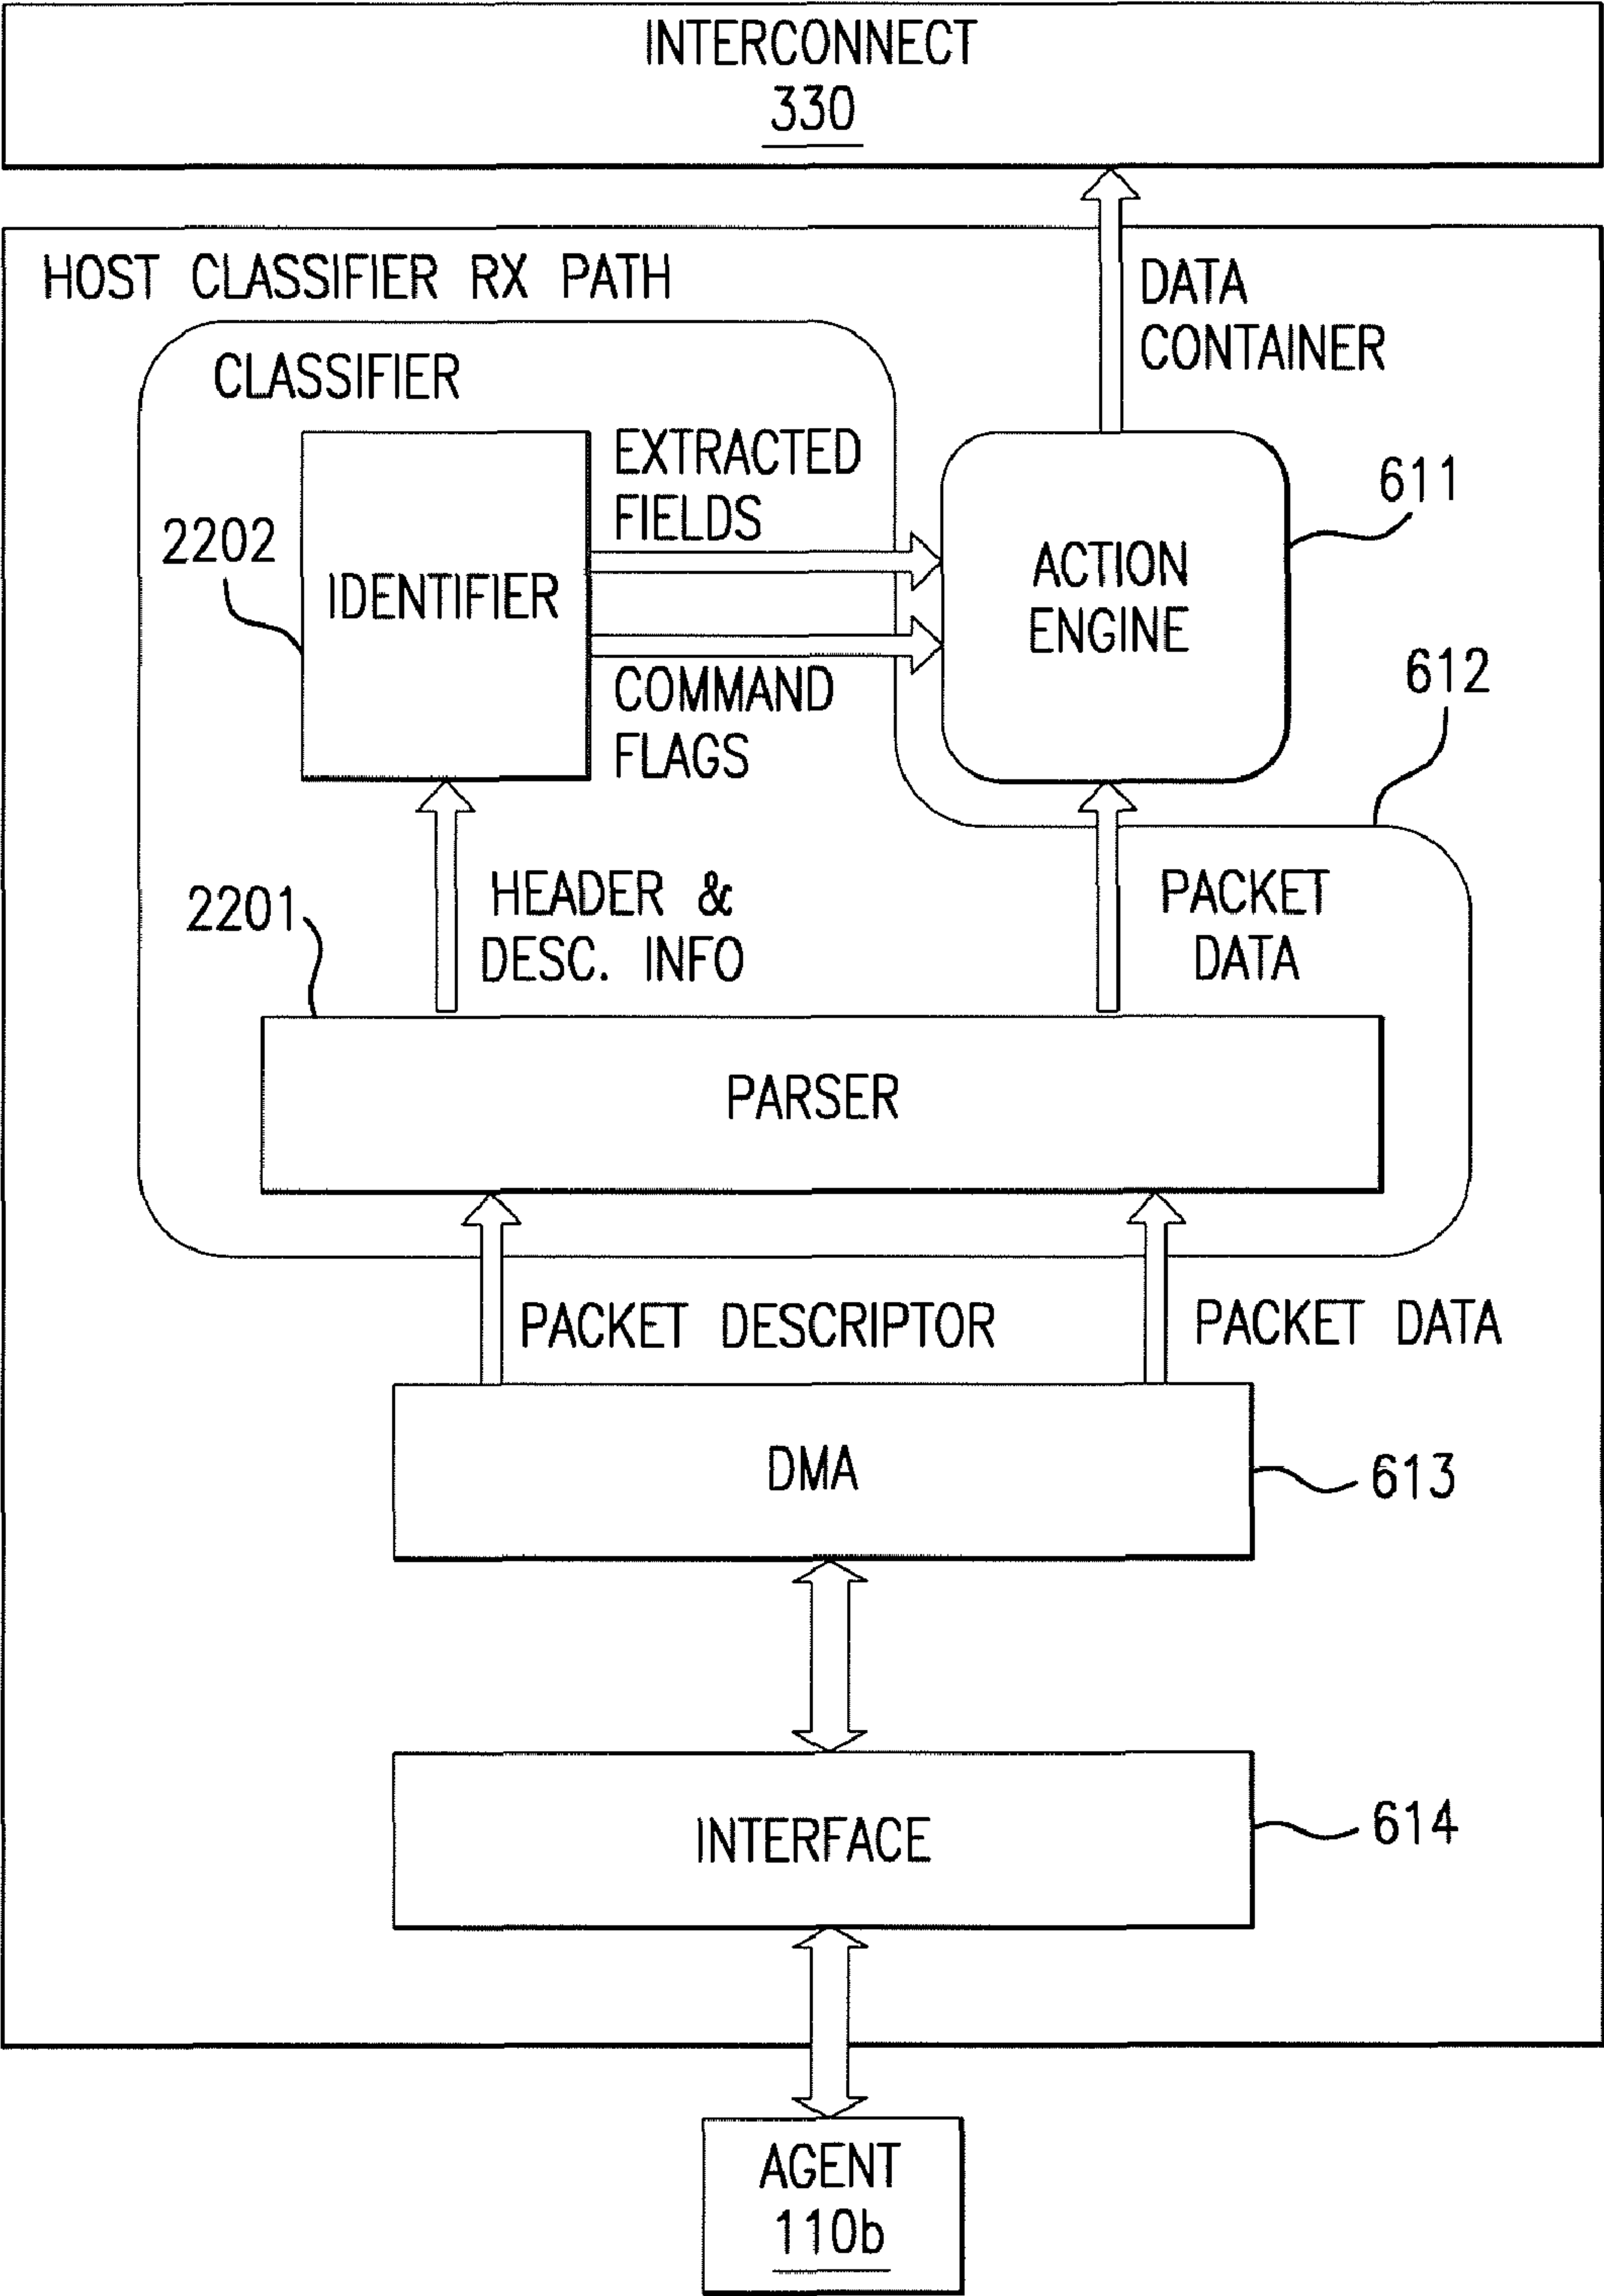 INTERCONNECT
330
HOST CLASSIFIER RX PATH
DATA
CONTAINER
CLASSIFIER
EXTRACTED
FIELDS
611
2202
IDENTIFIER
ACTION
ENGINE
COMMAND
FLAGS
612
2201
HEADER &
DESC. INFO
PACKET
DATA
PARSER
PACKET DESCRIPTOR
PACKET DATA
DMA
613
INTERFACE
614
AGENT
110b